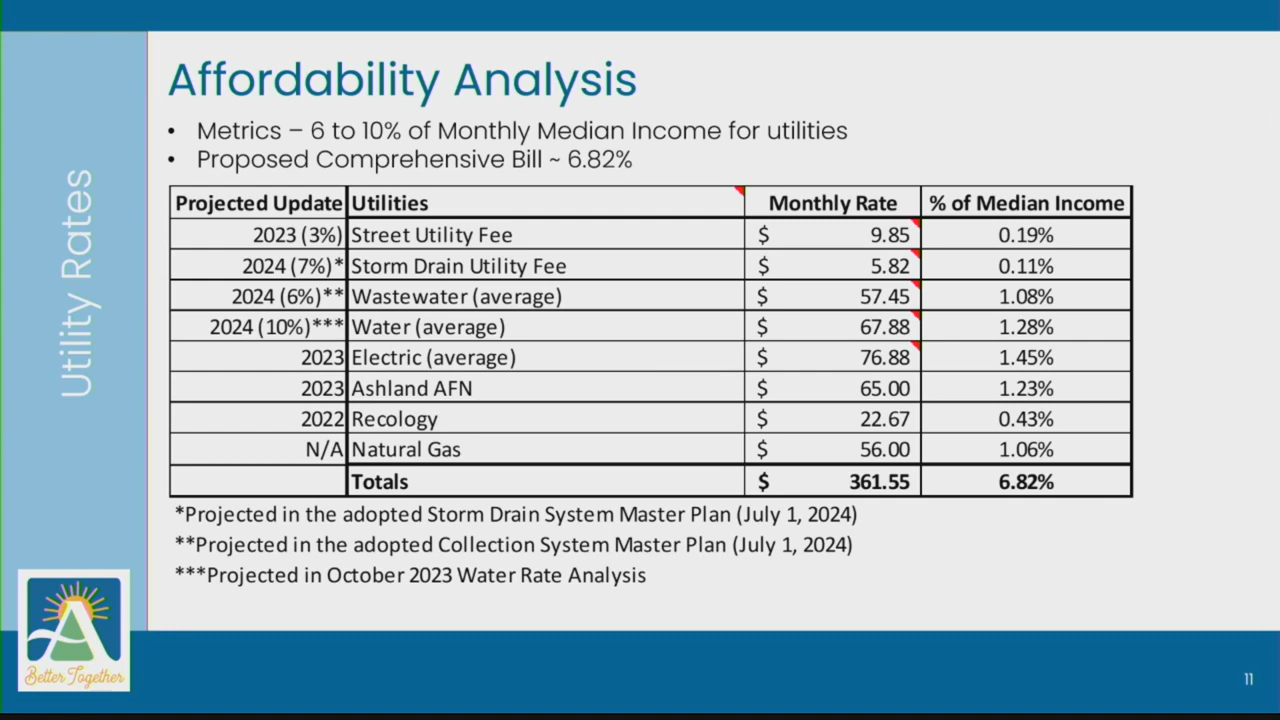 Affordability Analysis
• Metrics – 6 to 10% of Monthly Median Income for utilities
• Proposed Comprehensive Bill ~ 6.82%
Utility Rates
Projected Update Utilities Monthly Rate % of Median Income
2023 (3%) Street Utility Fee $ 9.85 0.19%
2024 (7%)* Storm Drain Utility Fee $ 5.82 0.11%
2024 (6%)** Wastewater (average) $ 57.45 1.08%
2024 (10%)*** Water (average) $ 67.88 1.28%
2023 Electric (average) $ 76.88 1.45%
2023 Ashland AFN $ 65.00 1.23%
2022 Recology $ 22.67 0.43%
N/A Natural Gas $ 56.00 1.06%
Totals $ 361.55 6.82%
*Projected in the adopted Storm Drain System Master Plan (July 1, 2024)
**Projected in the adopted Collection System Master Plan (July 1, 2024)
***Projected in October 2023 Water Rate Analysis
A
Better Together
11